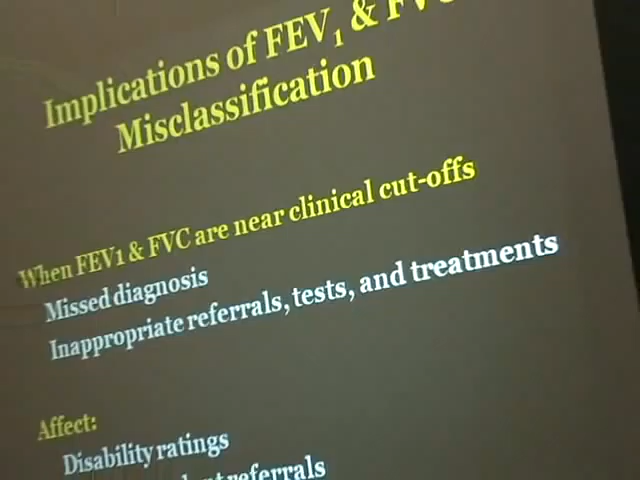 Implications of FEV1 &
Misclassification
When FEV1 & FVC are near clinical cut-offs
Missed diagnosis
Inappropriate referrals, tests, and treatments
Affect:
Disability ratings
referrals